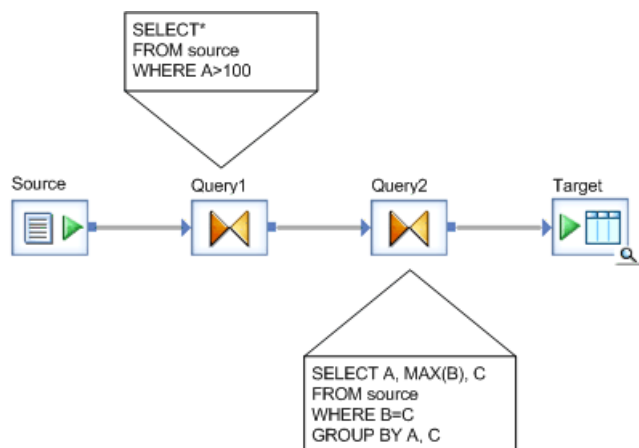 SELECT*
FROM source
WHERE A>100
Source
Query1
Query2
Target
SELECT A, MAX(B), C
FROM source
WHERE B=C
GROUP BY A, C